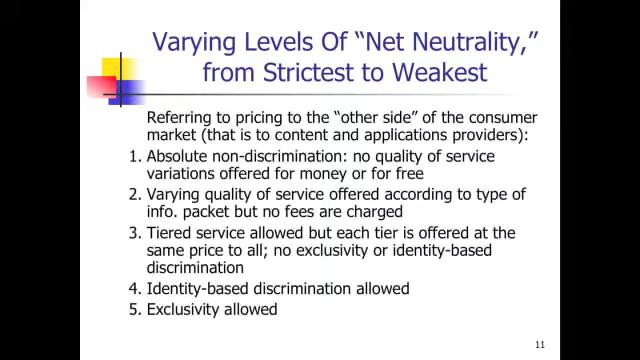 Varying Levels Of “Net Neutrality,”
from Strictest to Weakest
Referring to pricing to the “other side” of the consumer
market (that is to content and applications providers):
1. Absolute non-discrimination: no quality of service
variations offered for money or for free
2. Varying quality of service offered according to type of
info. packet but no fees are charged
3. Tiered service allowed but each tier is offered at the
same price to all; no exclusivity or identity-based
discrimination
4. Identity-based discrimination allowed
5. Exclusivity allowed
11